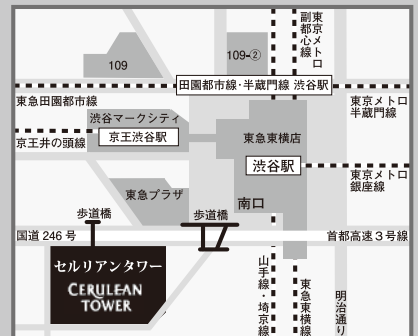 東京メトロ
副都心線
109
109-②
田園都市線・半蔵門線 渋谷駅
東急田園都市線
東京メトロ
半蔵門線
渋谷マークシティ
京王渋谷駅
京王井の頭線
東急東横店
渋谷駅
東京メトロ
銀座線
東急プラザ
南口
歩道橋
歩道橋
国道246号
首都高速3号線
セルリアンタワー
CERULEAN
TOWER
山手線・埼京線
東急東横線
明治通り